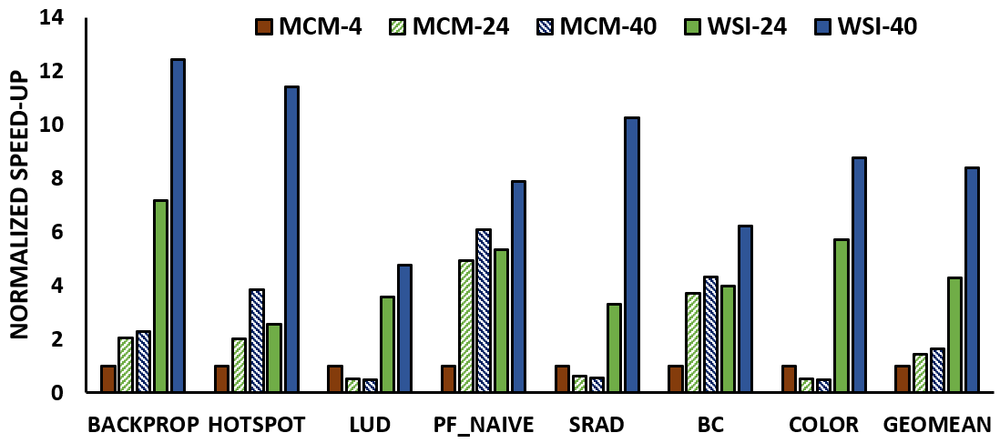 MCM-4 MCM-24 MCM-40 WSI-24 WSI-40
NORMALIZED SPEED-UP
14
12
10
8
6
4
2
0
BACKPROP HOTSPOT LUD PF_NAIVE SRAD BC COLOR GEOMEAN